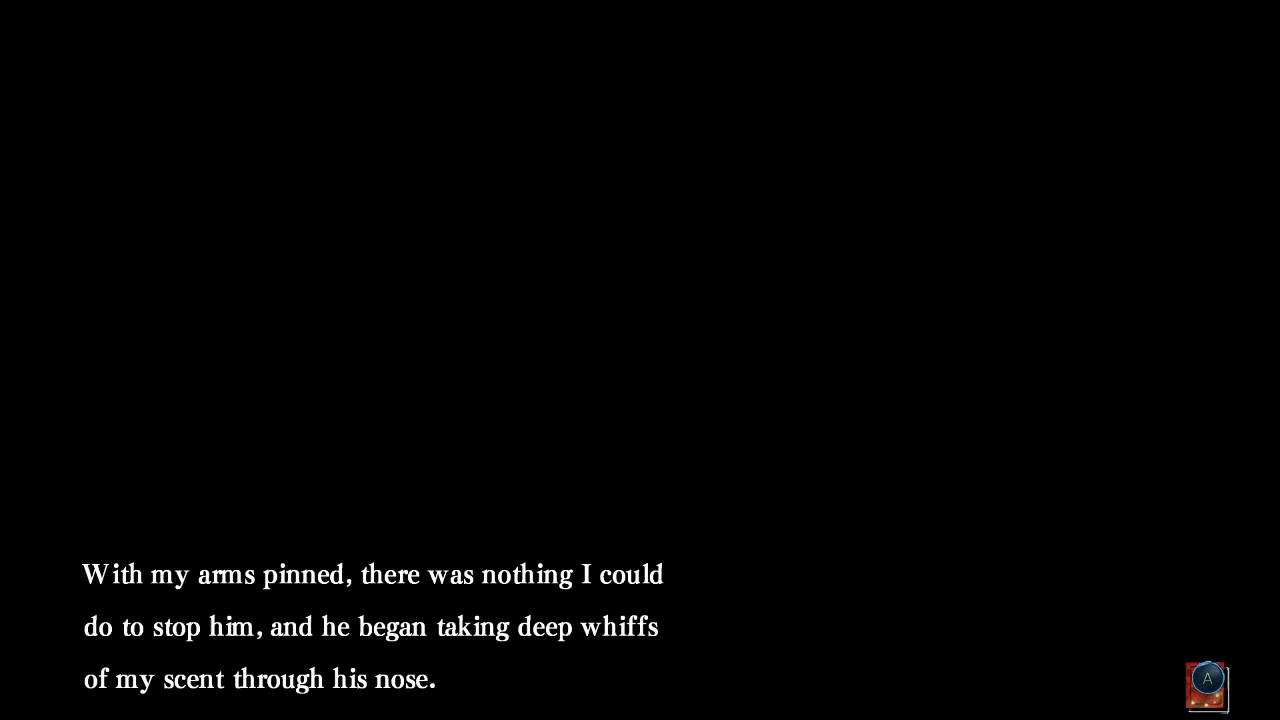 With my arms pinned, there was nothing I could
do to stop him, and he began taking deep whiffs
of my scent through his nose.
A